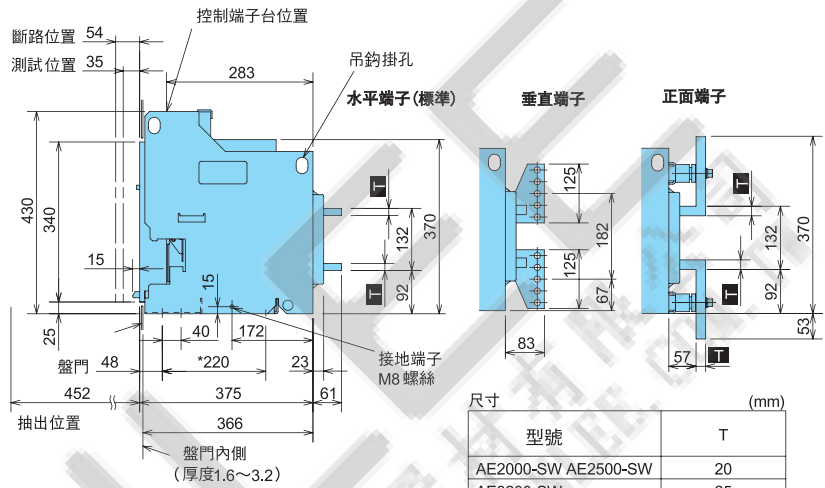 控制端子台位置
斷路位置 54
測試位置 35
283
吊鈎掛孔
水平端子(標準)
垂直端子
正面端子
T
430
340
15
25
132
370
92
T
15
40
172
接地端子
M8螺絲
盤門 48
*220
23
452
375
61
抽出位置
366
盤門內側
(厚度1.6～3.2)
125
182
125
67
83
T
132
370
92
T
53
57
T
尺寸
(mm)
型號 T
AE2000-SW AE2500-SW 20